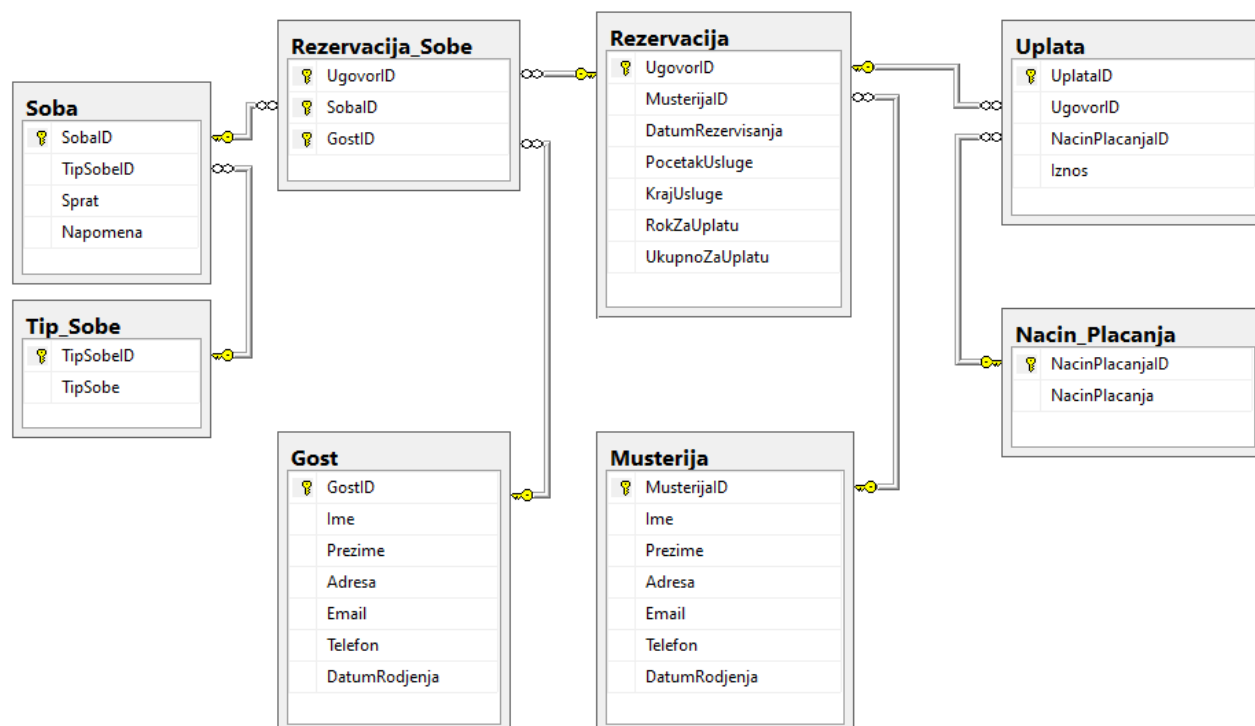 Soba
SobaID
TipSobeID
Sprat
Napomena
Tip_Sobe
TipSobeID
TipSobe
Rezervacija_Sobe
UgovorID
SobaID
GostID
Gost
GostID
Ime
Prezime
Adresa
Email
Telefon
DatumRodjenja
Rezervacija
UgovorID
MusterijaID
DatumRezervisanja
PocetakUsluge
KrajUsluge
RokZaUplatu
UkupnoZaUplatu
Musterija
MusterijaID
Ime
Prezime
Adresa
Email
Telefon
DatumRodjenja
Uplata
UplataID
UgovorID
NacinPlacanjaID
Iznos
Nacin_Placanja
NacinPlacanjaID
NacinPlacanja